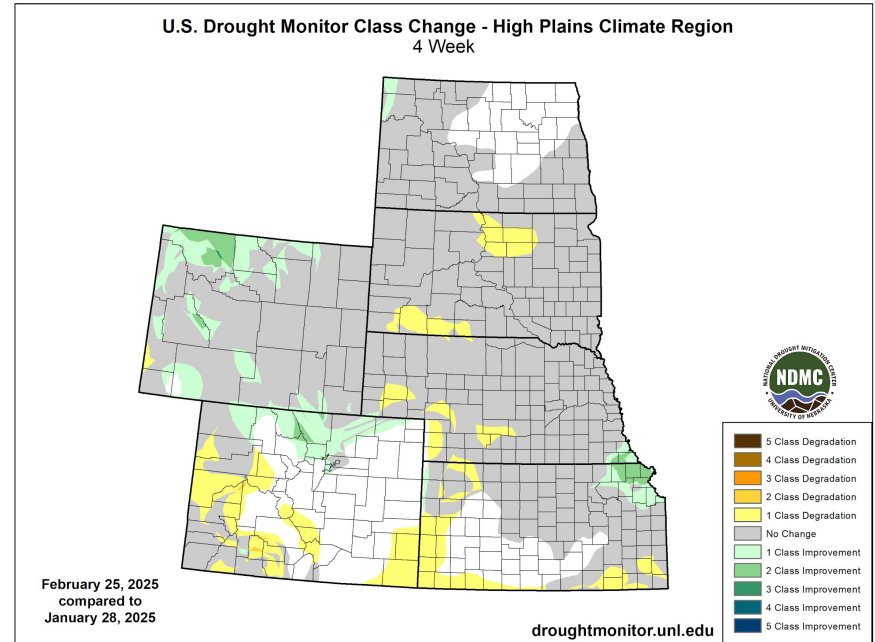 U.S. Drought Monitor Class Change - High Plains Climate Region
4 Week
NATIONAL DROUGHT MITIGATION CENTER
NDMC
UNIVERSITY OF NEBRASKA
5 Class Degradation
4 Class Degradation
3 Class Degradation
2 Class Degradation
1 Class Degradation
No Change
1 Class Improvement
2 Class Improvement
3 Class Improvement
4 Class Improvement
5 Class Improvement
February 25, 2025
compared to
January 28, 2025
droughtmonitor.unl.edu